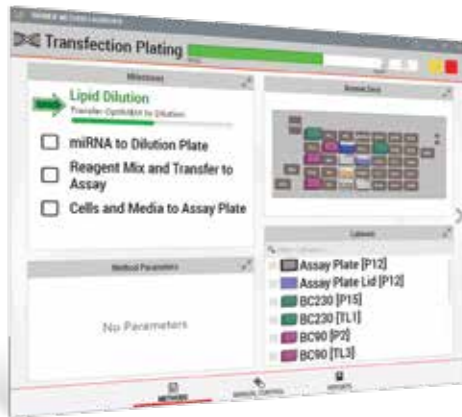 Transfection Plating
Milestones
Lipid Dilution
Transfer OptiMEM to Dilution
miRNA to Dilution Plate
Reagent Mix and Transfer to
Assay
Cells and Media to Assay Plate
Method Parameters
No Parameters
Labware
Assay Plate [P12]
Assay Plate Lid [P12]
BC230 [P15]
BC230 [TL1]
BC90 [P2]
BC90 [TL3]
METHODS
MANUAL CONTROL
REPORTS